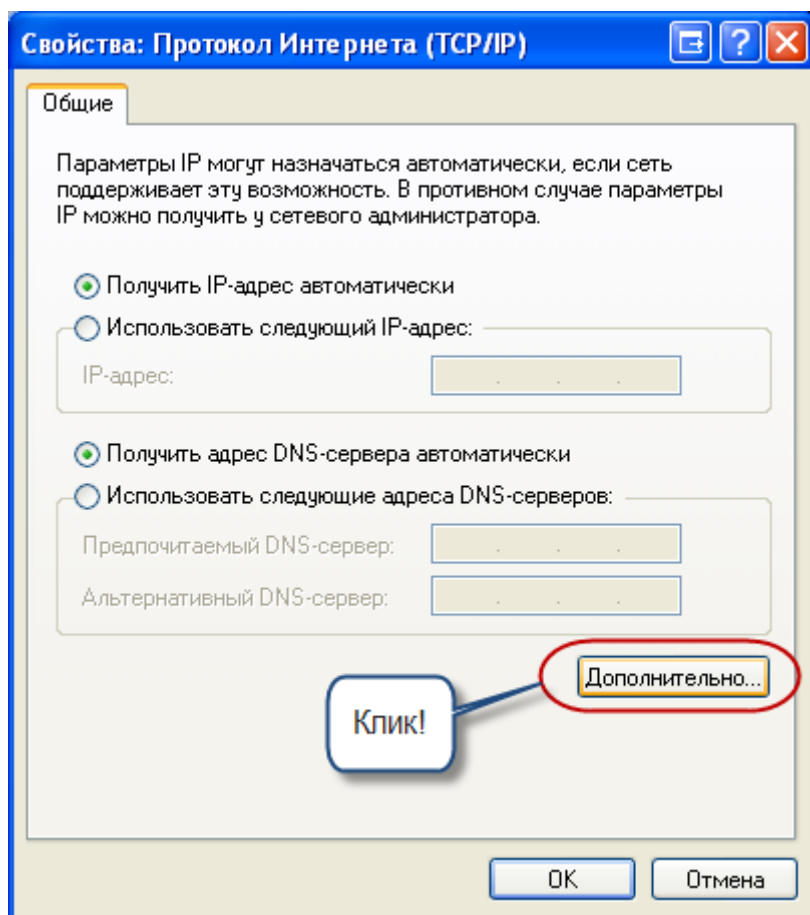 Свойства: Протокол Интернета (TCP/IP)
Общие
Параметры IP могут назначаться автоматически, если сеть
поддерживает эту возможность. В противном случае параметры
IP можно получить у сетевого администратора.
Получить IP-адрес автоматически
Использовать следующий IP-адрес:
IP-адрес:
Получить адрес DNS-сервера автоматически
Использовать следующие адреса DNS-серверов:
Предпочитаемый DNS-сервер:
Альтернативный DNS-сервер:
Дополнительно...
Клик!
OK
Отмена